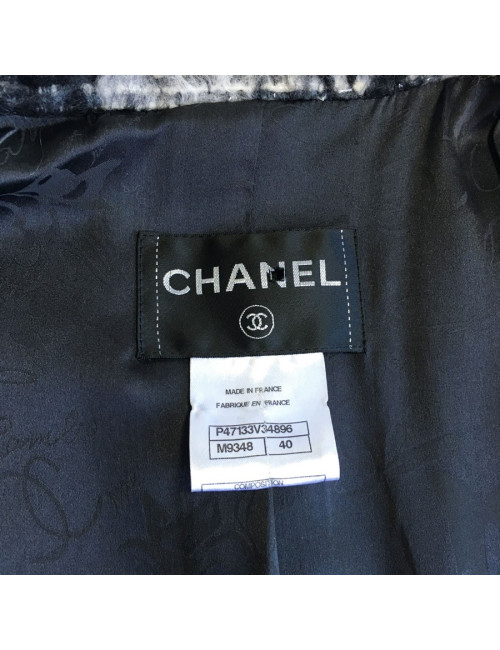 CHANEL
MADE IN FRANCE
FABRIQUE EN FRANCE
P47133V34896
M9348 40
COMPOSITION